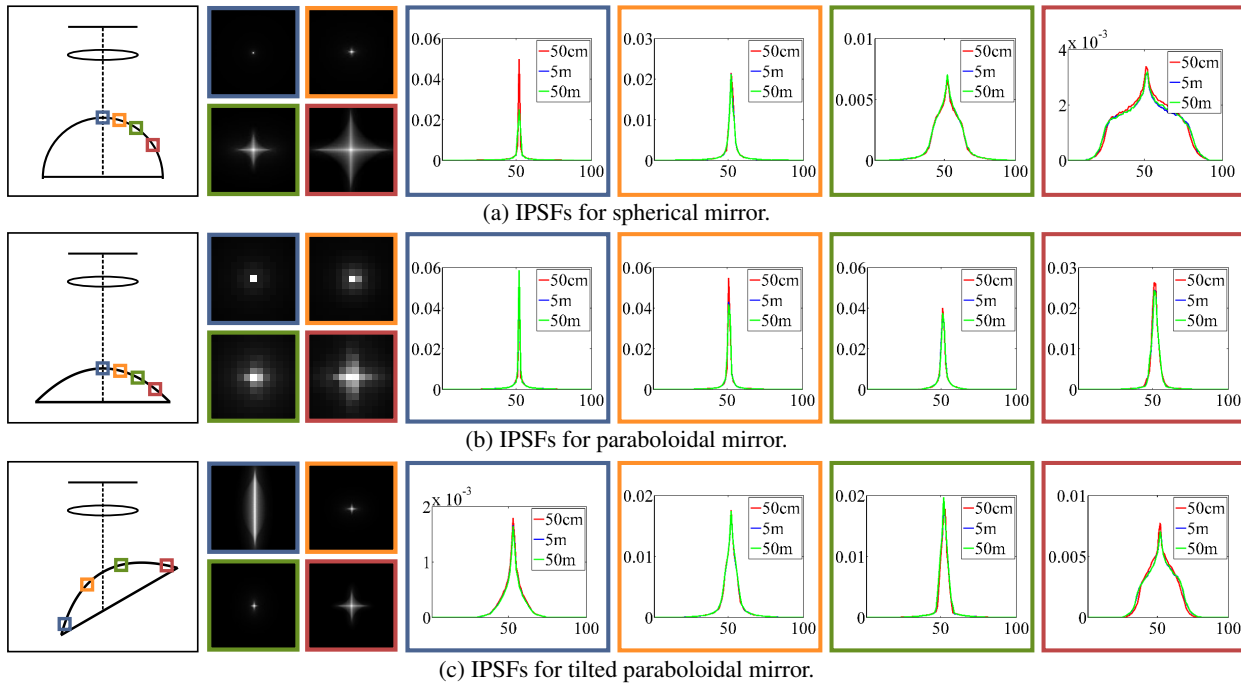 0.06
0.04
0.02
0
50
100
50cm
5m
50m
0.03
0.02
0.01
0
50
100
50cm
5m
50m
0.01
0.005
0
50
100
50cm
5m
50m
4 x 10^-3
2
0
50
100
50cm
5m
50m
(a) IPSFs for spherical mirror.
0.06
0.04
0.02
0
50
100
50cm
5m
50m
0.06
0.04
0.02
0
50
100
50cm
5m
50m
0.06
0.04
0.02
0
50
100
50cm
5m
50m
0.03
0.02
0.01
0
50
100
50cm
5m
50m
(b) IPSFs for paraboloidal mirror.
2 x 10^-3
1
0
50
100
50cm
5m
50m
0.02
0.01
0
50
100
50cm
5m
50m
0.02
0.01
0
50
100
50cm
5m
50m
0.01
0.005
0
50
100
50cm
5m
50m
(c) IPSFs for tilted paraboloidal mirror.